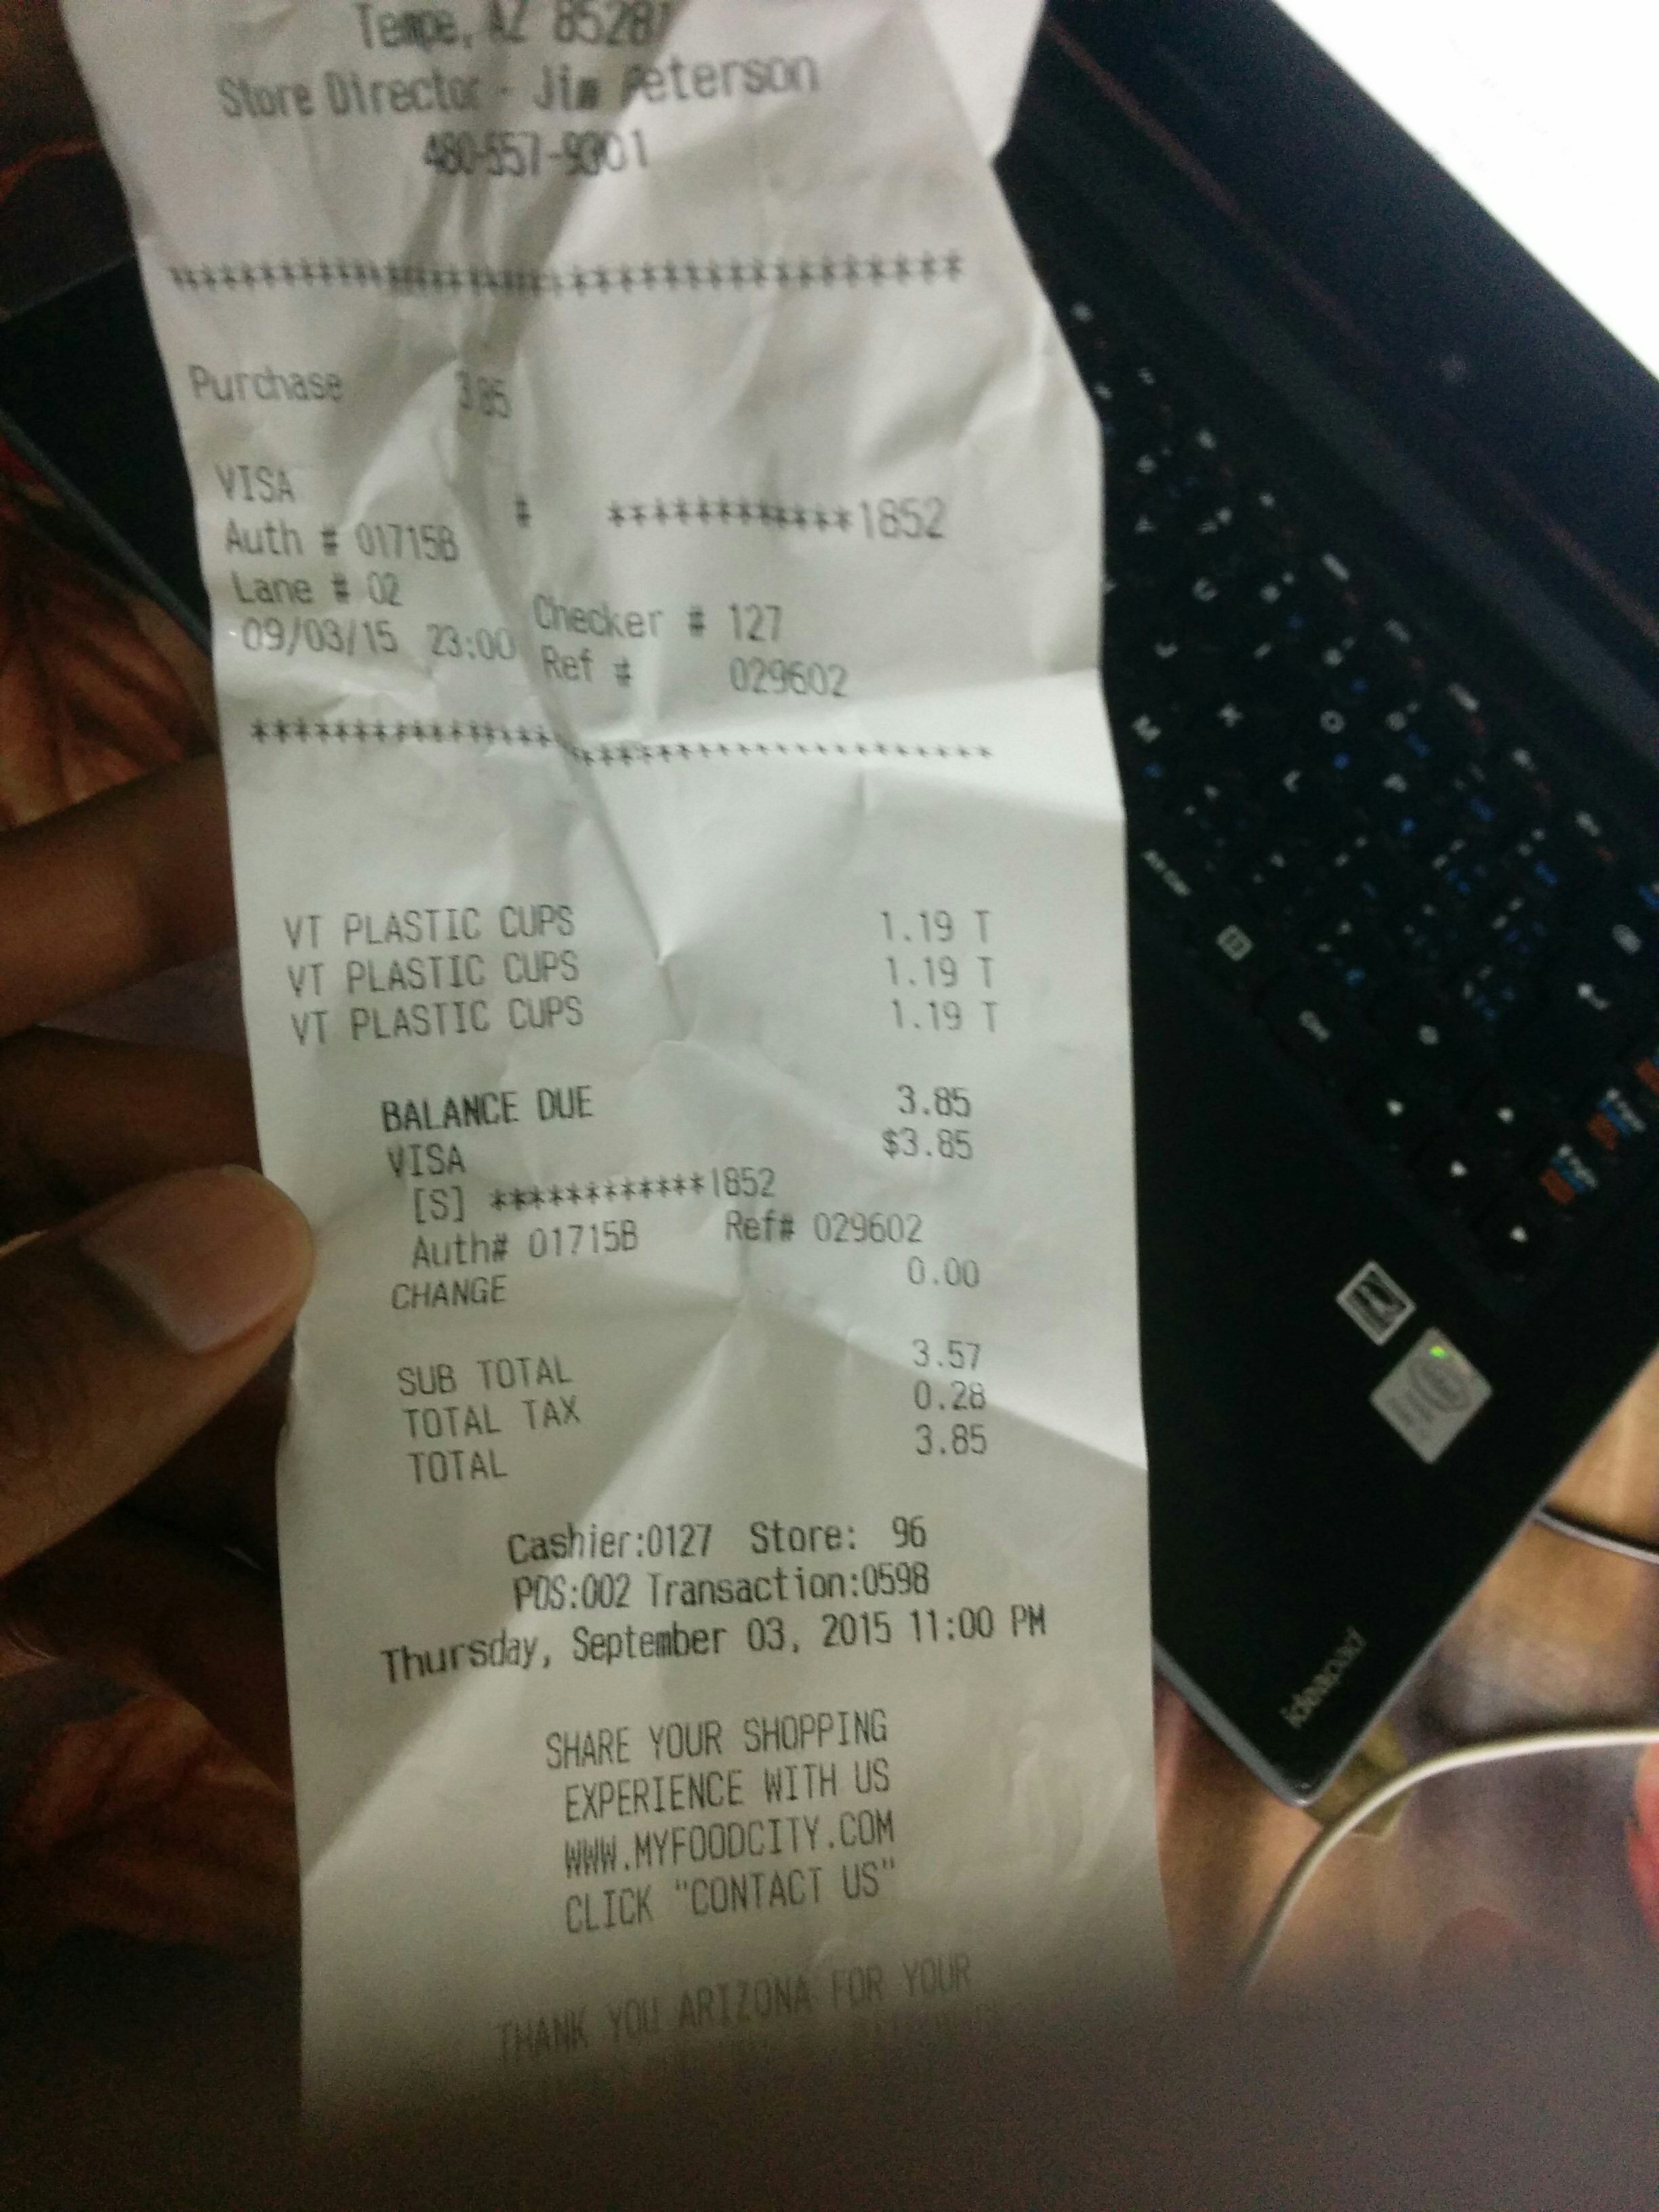 Tempe, AZ 85281
Store Director - Jim Peterson
480-557-9301
************************************
Purchase 3.85
VISA # ************1852
Auth # 01715B
Lane # 02 Checker # 127
09/03/15 23:00 Ref # 029602
************************************
VT PLASTIC CUPS 1.19 T
VT PLASTIC CUPS 1.19 T
VT PLASTIC CUPS 1.19 T
BALANCE DUE 3.85
VISA $3.85
[S] ************1852
Auth# 01715B Ref# 029602
CHANGE 0.00
SUB TOTAL 3.57
TOTAL TAX 0.28
TOTAL 3.85
Cashier:0127 Store: 96
POS:002 Transaction:0598
Thursday, September 03, 2015 11:00 PM
SHARE YOUR SHOPPING
EXPERIENCE WITH US
WWW.MYFOODCITY.COM
CLICK "CONTACT US"
THANK YOU ARIZONA FOR YOUR
ideapad